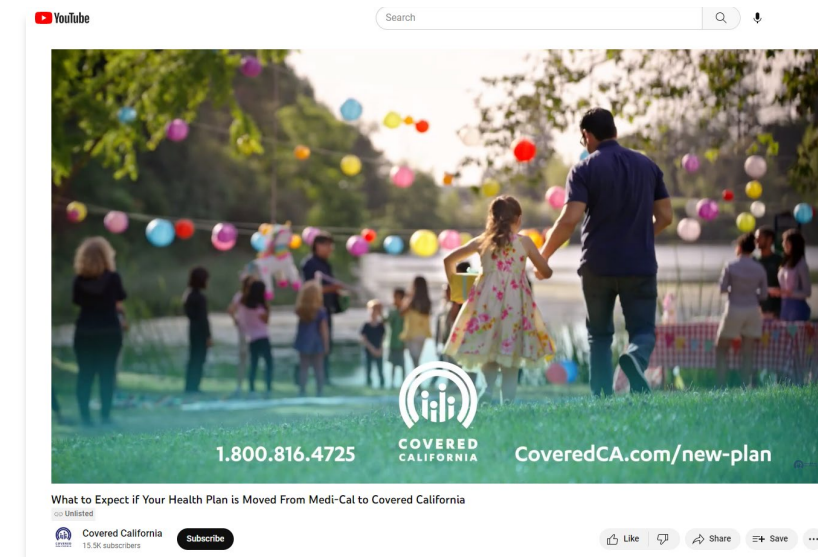 YouTube
Search
1.800.816.4725
COVERED
CALIFORNIA
CoveredCA.com/new-plan
What to Expect if Your Health Plan is Moved From Medi-Cal to Covered California
Unlisted
Covered California
15.5K subscribers
Subscribe
Like
Share
Save